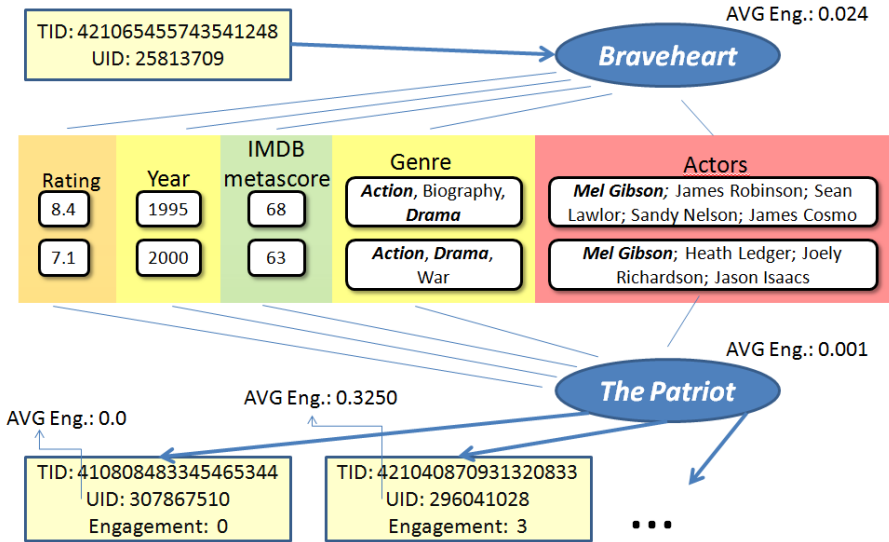 AVG Eng.: 0.024
TID: 421065455743541248
UID: 25813709
Braveheart
Rating
Year
IMDB
metascore
Genre
Actors
8.4
1995
68
Action, Biography,
Drama
Mel Gibson; James Robinson; Sean
Lawlor; Sandy Nelson; James Cosmo
7.1
2000
63
Action, Drama,
War
Mel Gibson; Heath Ledger; Joely
Richardson; Jason Isaacs
AVG Eng.: 0.001
The Patriot
AVG Eng.: 0.0
AVG Eng.: 0.3250
TID: 410808483345465344
UID: 307867510
Engagement: 0
TID: 421040870931320833
UID: 296041028
Engagement: 3
...